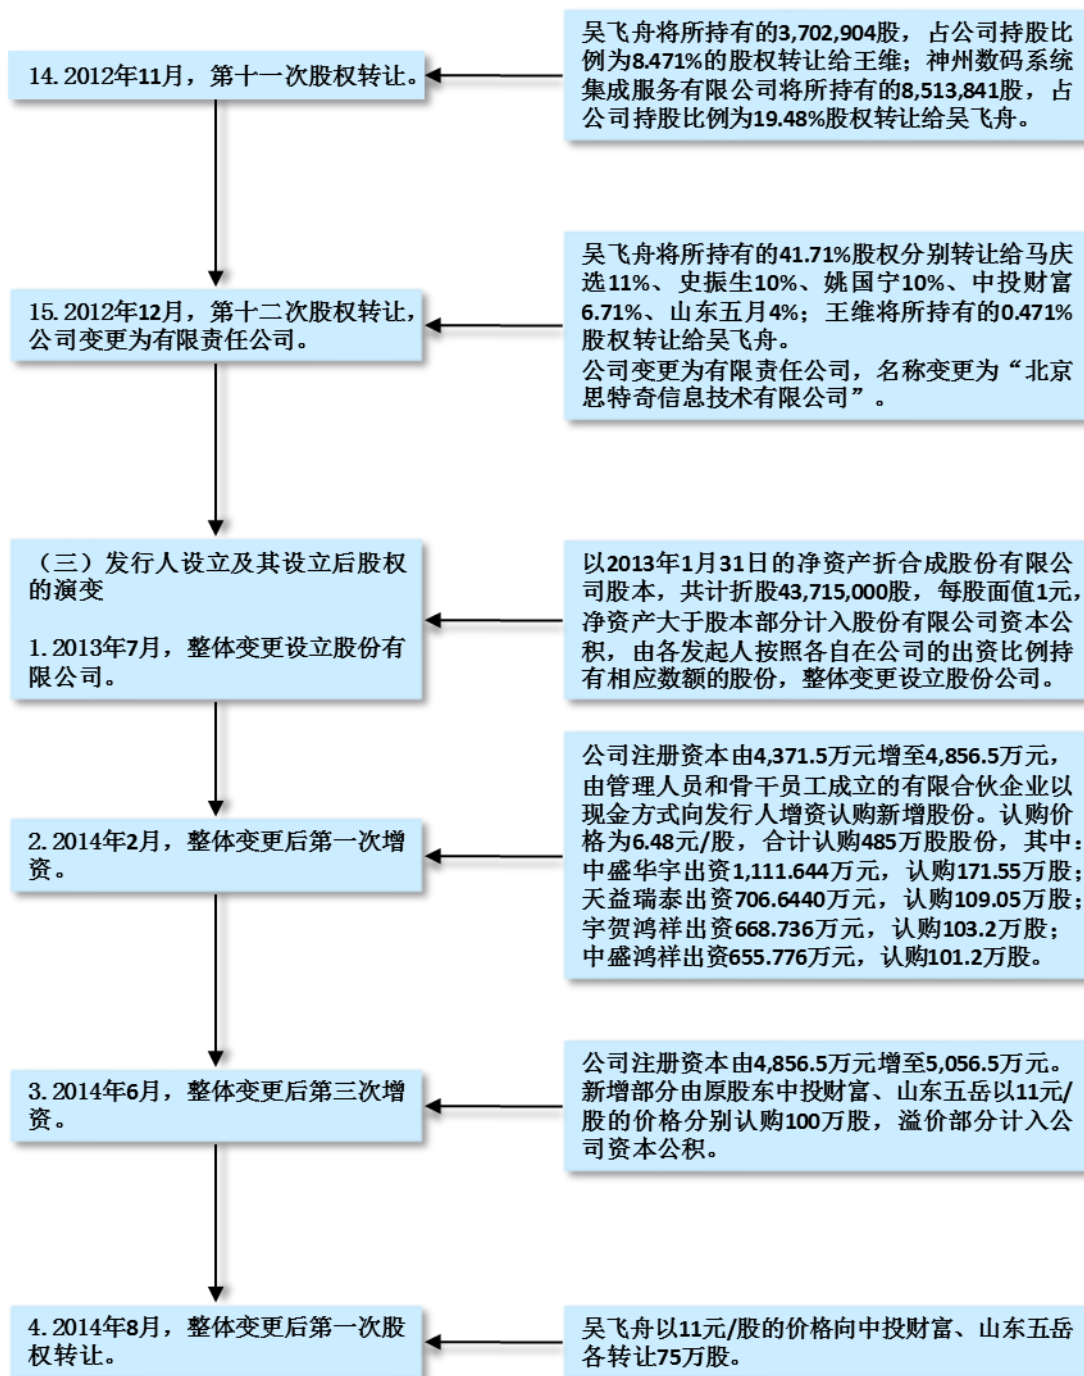 14.2012年11月，第十一次股权转让。
吴飞舟将所持有的3,702,904股，占公司持股比
例为8.471%的股权转让给王维；神州数码系统
集成服务有限公司将所持有的8,513,841股，占
公司持股比例为19.48%股权转让给吴飞舟。
15.2012年12月，第十二次股权转让，
公司变更为有限责任公司。
吴飞舟将所持有的41.71%股权分别转让给马庆
选11%、史振生10%、姚国宁10%、中投财富
6.71%、山东五月4%；王维将所持有的0.471%
股权转让给吴飞舟。
公司变更为有限责任公司，名称变更为“北京
思特奇信息技术有限公司”。
（三）发行人设立及其设立后股权
的演变
1.2013年7月，整体变更设立股份有
限公司。
以2013年1月31日的净资产折合成股份有限公
司股本，共计折股43,715,000股，每股面值1元，
净资产大于股本部分计入股份有限公司资本公
积，由各发起人按照各自在公司的出资比例持
有相应数额的股份，整体变更设立股份公司。
2.2014年2月，整体变更后第一次增
资。
公司注册资本由4,371.5万元增至4,856.5万元，
由管理人员和骨干员工成立的有限合伙企业以
现金方式向发行人增资认购新增股份。认购价
格为6.48元/股，合计认购485万股股份，其中：
中盛华宇出资1,111.644万元，认购171.55万股；
天益瑞泰出资706.6440万元，认购109.05万股；
宇贺鸿祥出资668.736万元，认购103.2万股；
中盛鸿祥出资655.776万元，认购101.2万股。
3.2014年6月，整体变更后第三次增
资。
公司注册资本由4,856.5万元增至5,056.5万元。
新增部分由原股东中投财富、山东五岳以11元/
股的价格分别认购100万股，溢价部分计入公
司资本公积。
4.2014年8月，整体变更后第一次股
权转让。
吴飞舟以11元/股的价格向中投财富、山东五岳
各转让75万股。